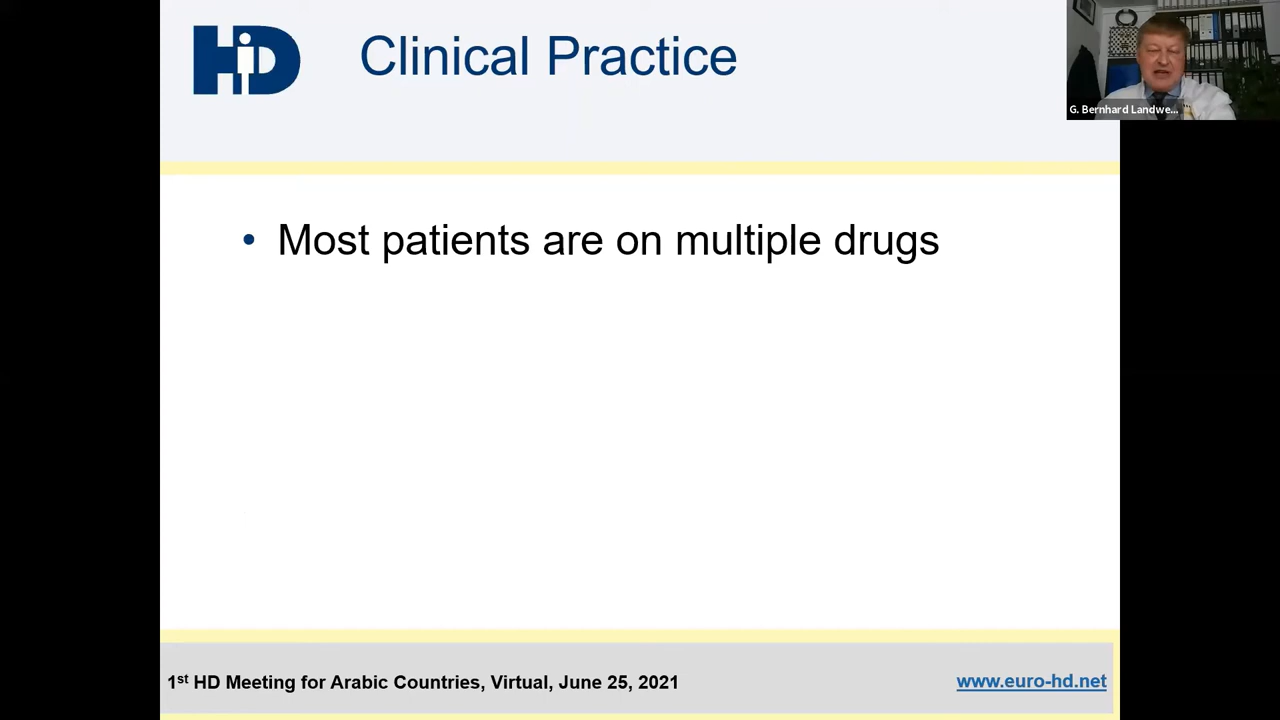 HD
Clinical Practice
G. Bernhard Landwe...
• Most patients are on multiple drugs
1st HD Meeting for Arabic Countries, Virtual, June 25, 2021
www.euro-hd.net